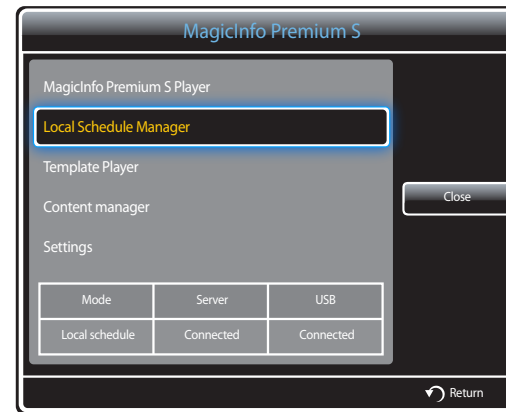 MagicInfo Premium S
MagicInfo Premium S Player
Local Schedule Manager
Template Player
Content manager
Settings
Close
Mode Server USB
Local schedule Connected Connected
Return